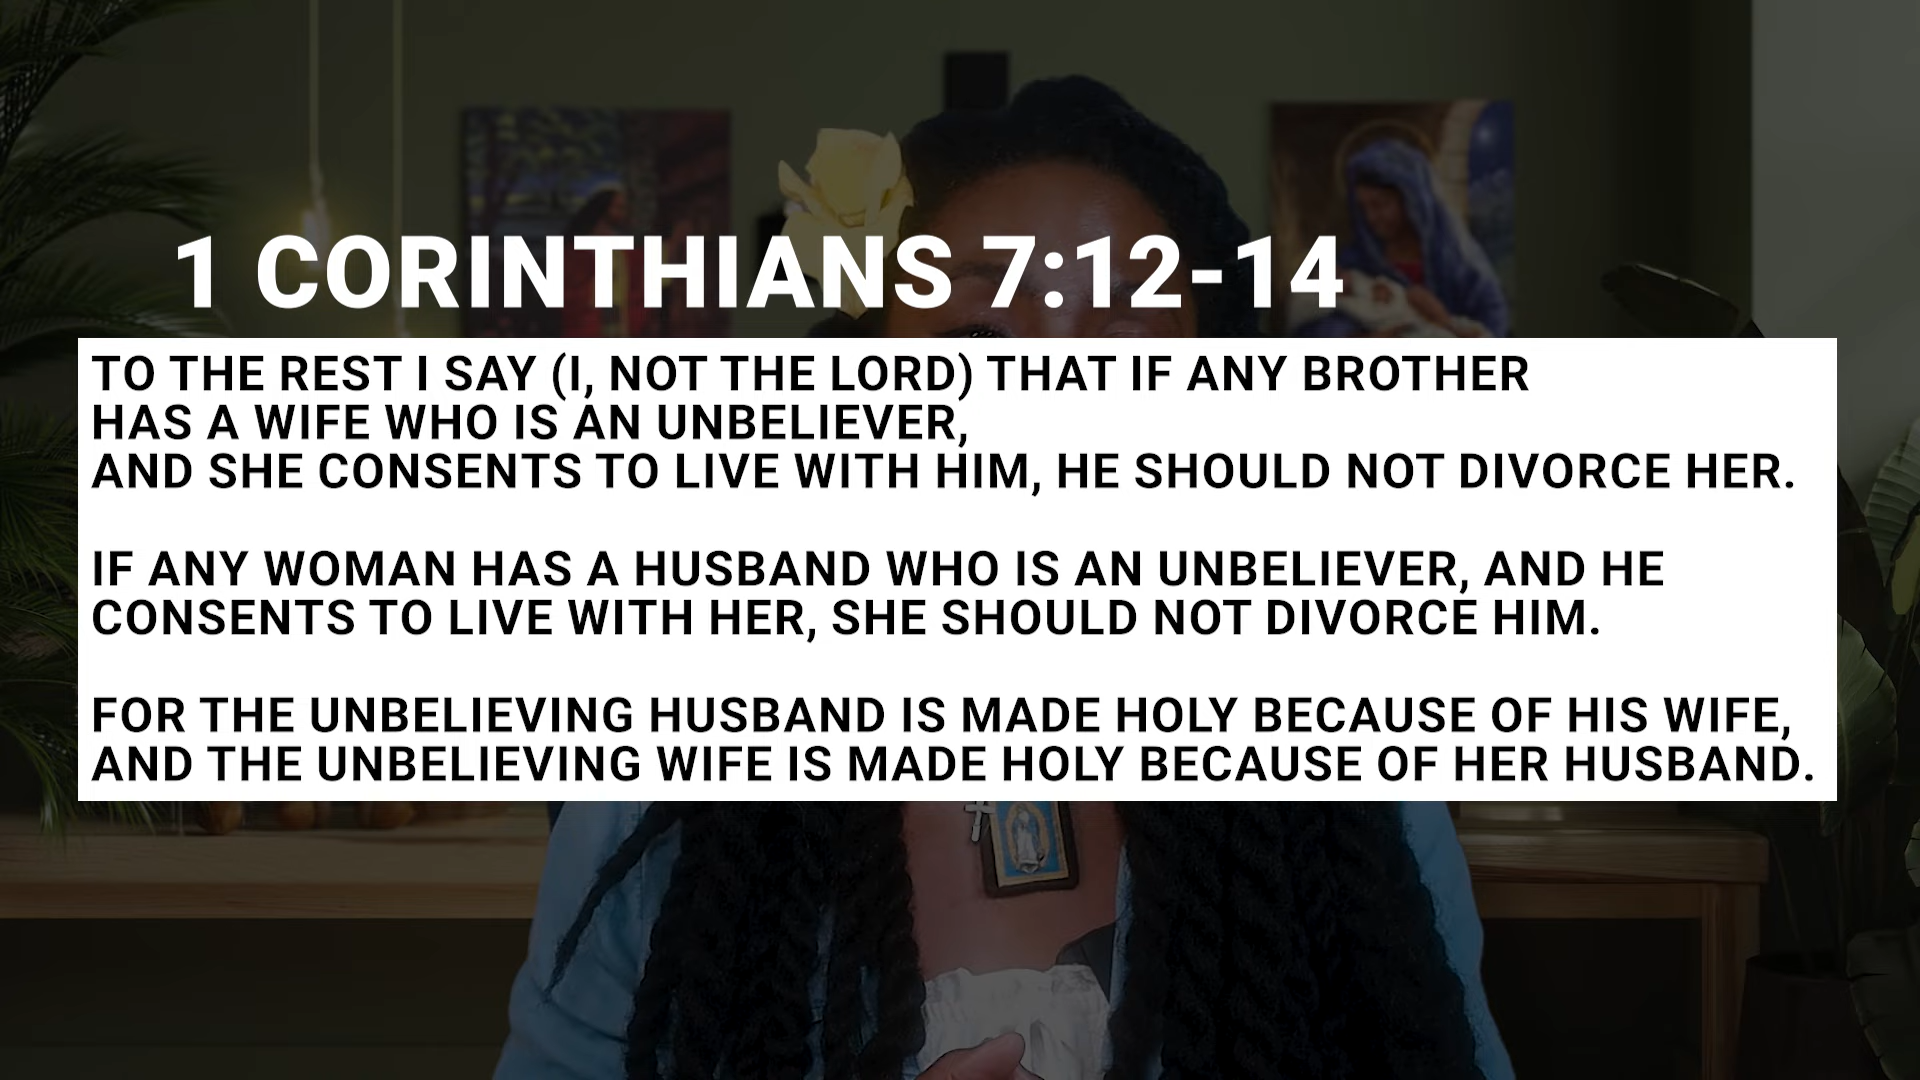 1 CORINTHIANS 7:12-14
TO THE REST I SAY (I, NOT THE LORD) THAT IF ANY BROTHER
HAS A WIFE WHO IS AN UNBELIEVER,
AND SHE CONSENTS TO LIVE WITH HIM, HE SHOULD NOT DIVORCE HER.
IF ANY WOMAN HAS A HUSBAND WHO IS AN UNBELIEVER, AND HE
CONSENTS TO LIVE WITH HER, SHE SHOULD NOT DIVORCE HIM.
FOR THE UNBELIEVING HUSBAND IS MADE HOLY BECAUSE OF HIS WIFE,
AND THE UNBELIEVING WIFE IS MADE HOLY BECAUSE OF HER HUSBAND.